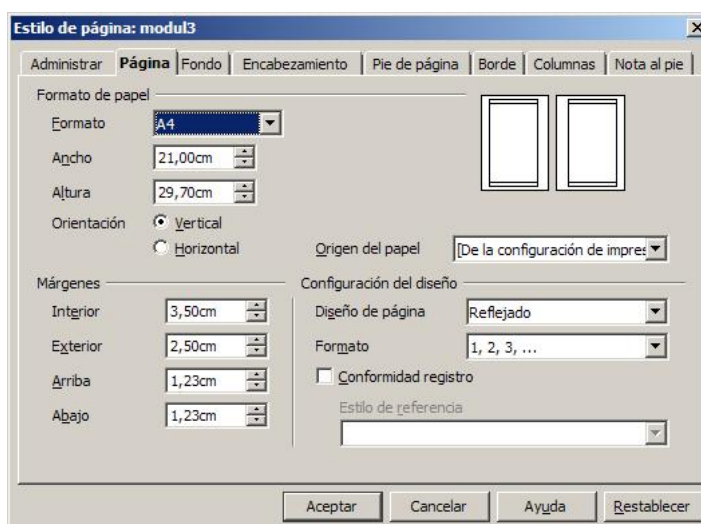 Estilo de página: modul3
Administrar Página Fondo Encabezamiento Pie de página Borde Columnas Nota al pie
Formato de papel
Formato A4
Ancho 21,00cm
Altura 29,70cm
Orientación Vertical
Horizontal
Origen del papel [De la configuración de impres
Márgenes
Interior 3,50cm
Exterior 2,50cm
Arriba 1,23cm
Abajo 1,23cm
Configuración del diseño
Diseño de página Reflejado
Formato 1, 2, 3, ...
Conformidad registro
Estilo de referencia
Aceptar Cancelar Ayuda Restablecer